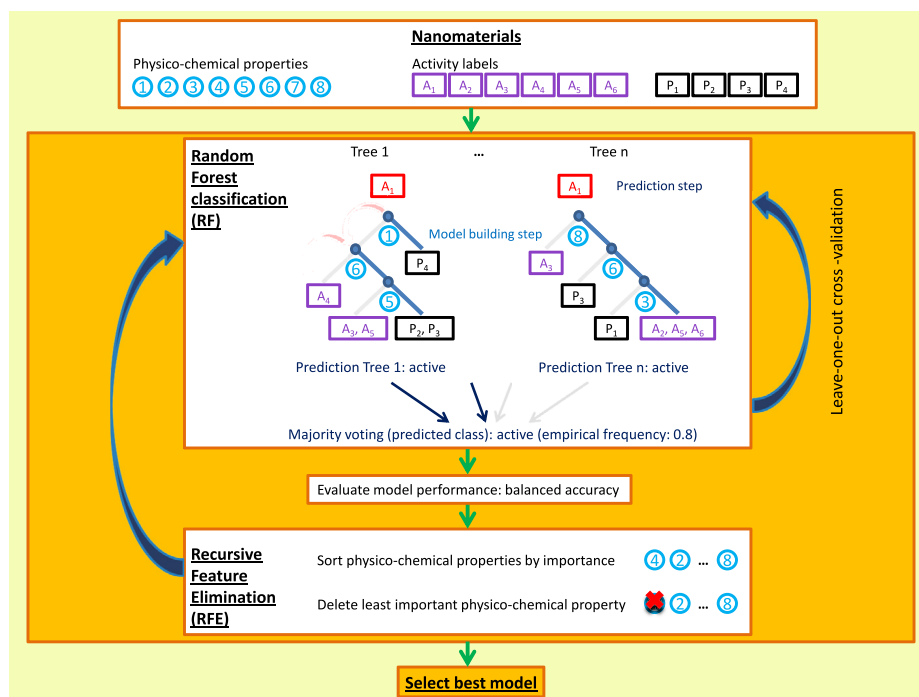 Nanomaterials
Physico-chemical properties
Activity labels
1 2 3 4 5 6 7 8
A1 A2 A3 A4 A5 A6
P1 P2 P3 P4
Random
Forest
classification
(RF)
Tree 1 ... Tree n
A1
A1
Prediction step
Model building step
1
8
P4
6
A3
6
A4
5
P3
3
A3, A5
P2, P3
P1
A2, A5, A6
Prediction Tree 1: active
Prediction Tree n: active
Majority voting (predicted class): active (empirical frequency: 0.8)
Leave-one-out cross -validation
Evaluate model performance: balanced accuracy
Recursive
Feature
Elimination
(RFE)
Sort physico-chemical properties by importance
4 2 ... 8
Delete least important physico-chemical property
2 ... 8
Select best model